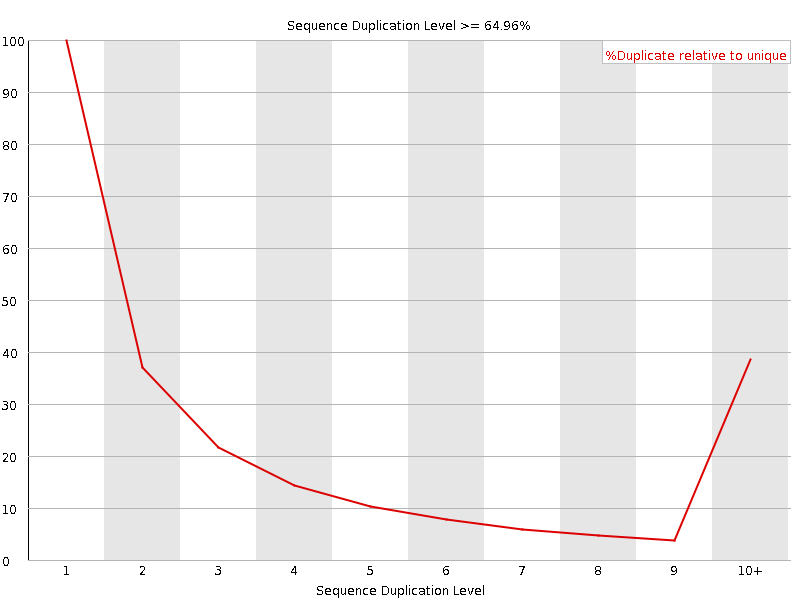 Sequence Duplication Level >= 64.96%
%Duplicate relative to unique
100
90
80
70
60
50
40
30
20
10
0
1 2 3 4 5 6 7 8 9 10+
Sequence Duplication Level